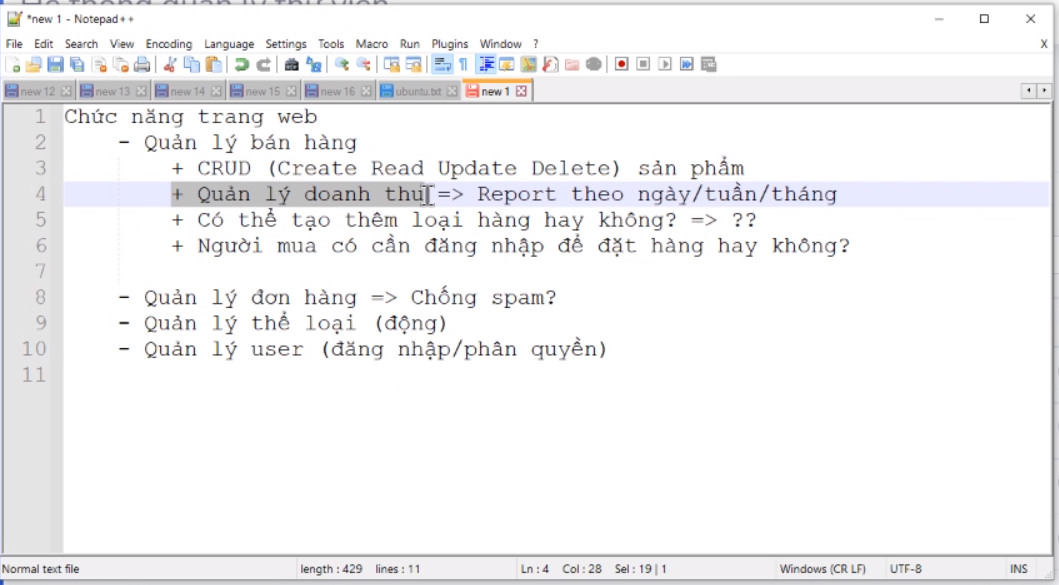 *new 1 - Notepad++
File Edit Search View Encoding Language Settings Tools Macro Run Plugins Window ? X
new 12 new 13 new 14 new 15 new 16 ubuntu.txt new 1
1 Chức năng trang web
2 - Quản lý bán hàng
3 + CRUD (Create Read Update Delete) sản phẩm
4 + Quản lý doanh thu => Report theo ngày/tuần/tháng
5 + Có thể tạo thêm loại hàng hay không? => ??
6 + Người mua có cần đăng nhập để đặt hàng hay không?
7
8 - Quản lý đơn hàng => Chống spam?
9 - Quản lý thể loại (động)
10 - Quản lý user (đăng nhập/phân quyền)
11
Normal text file length : 429 lines : 11 Ln : 4 Col : 28 Sel : 19 | 1 Windows (CR LF) UTF-8 INS